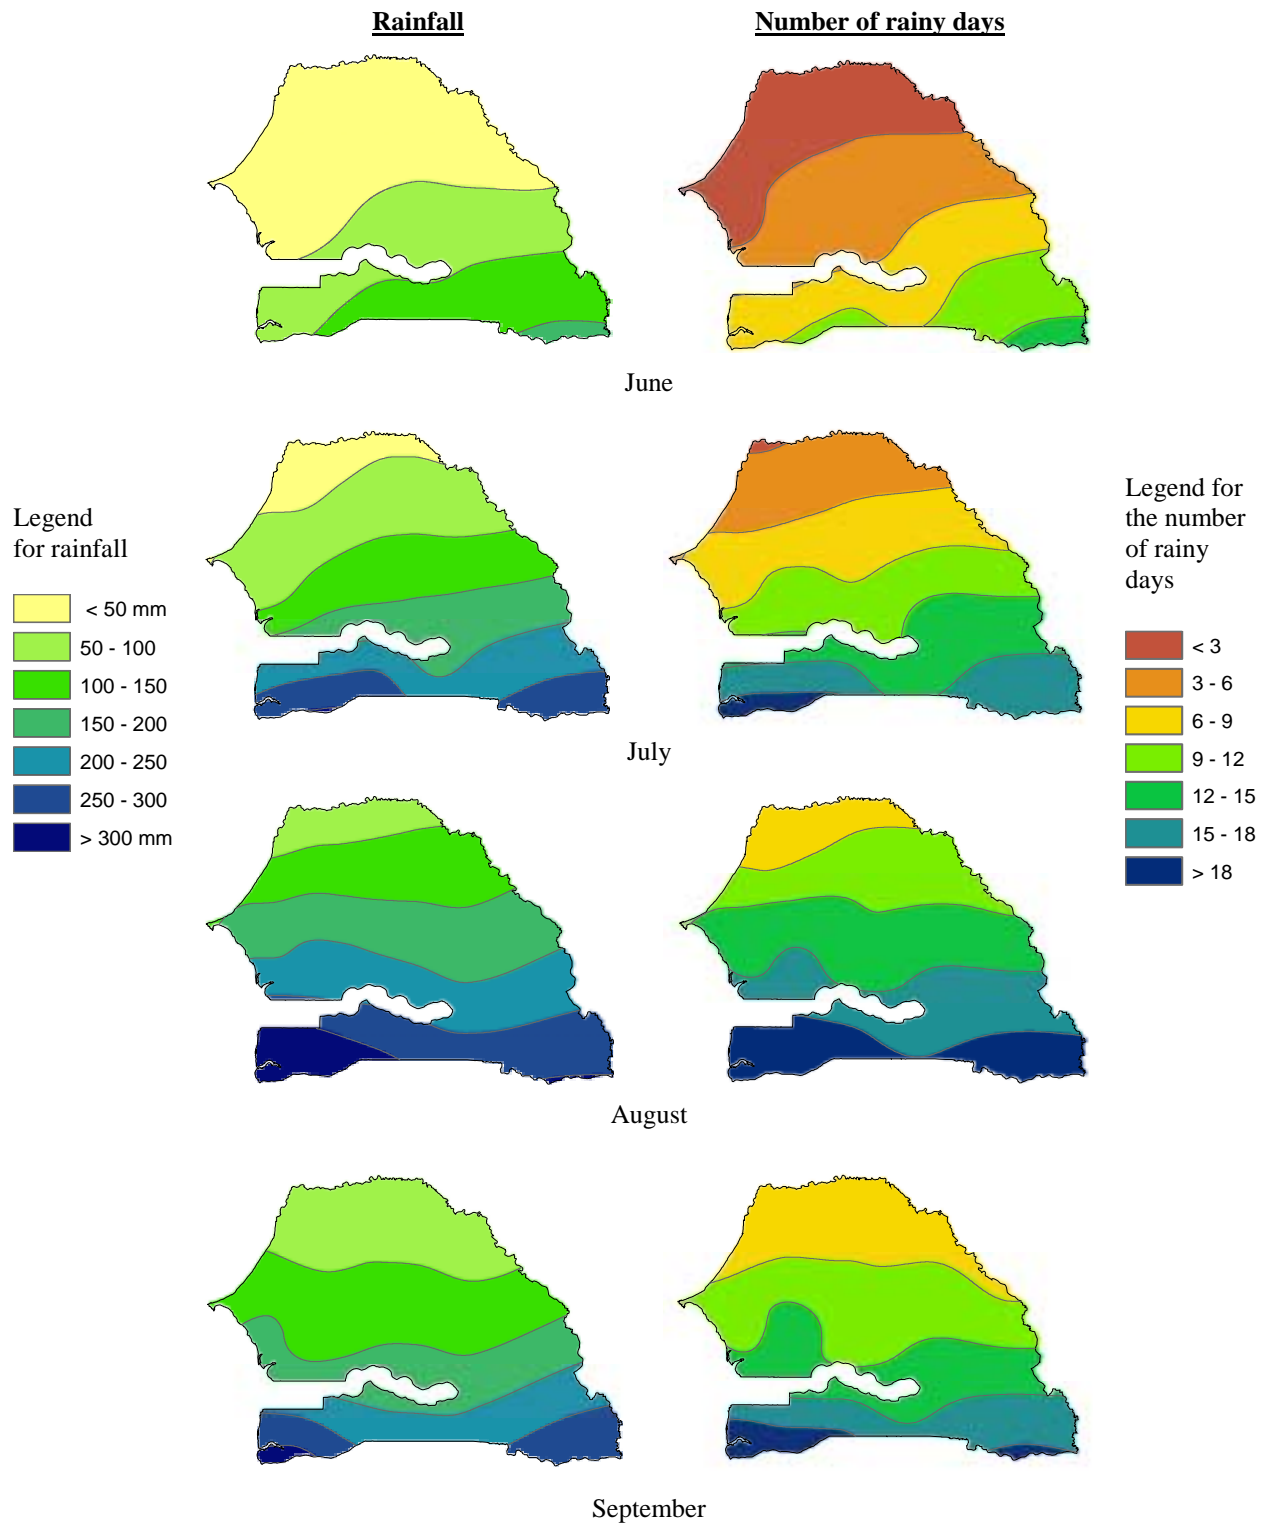 Rainfall
Number of rainy days
June
Legend
for rainfall
< 50 mm
50 - 100
100 - 150
150 - 200
200 - 250
250 - 300
> 300 mm
Legend for
the number
of rainy
days
< 3
3 - 6
6 - 9
9 - 12
12 - 15
15 - 18
> 18
July
August
September